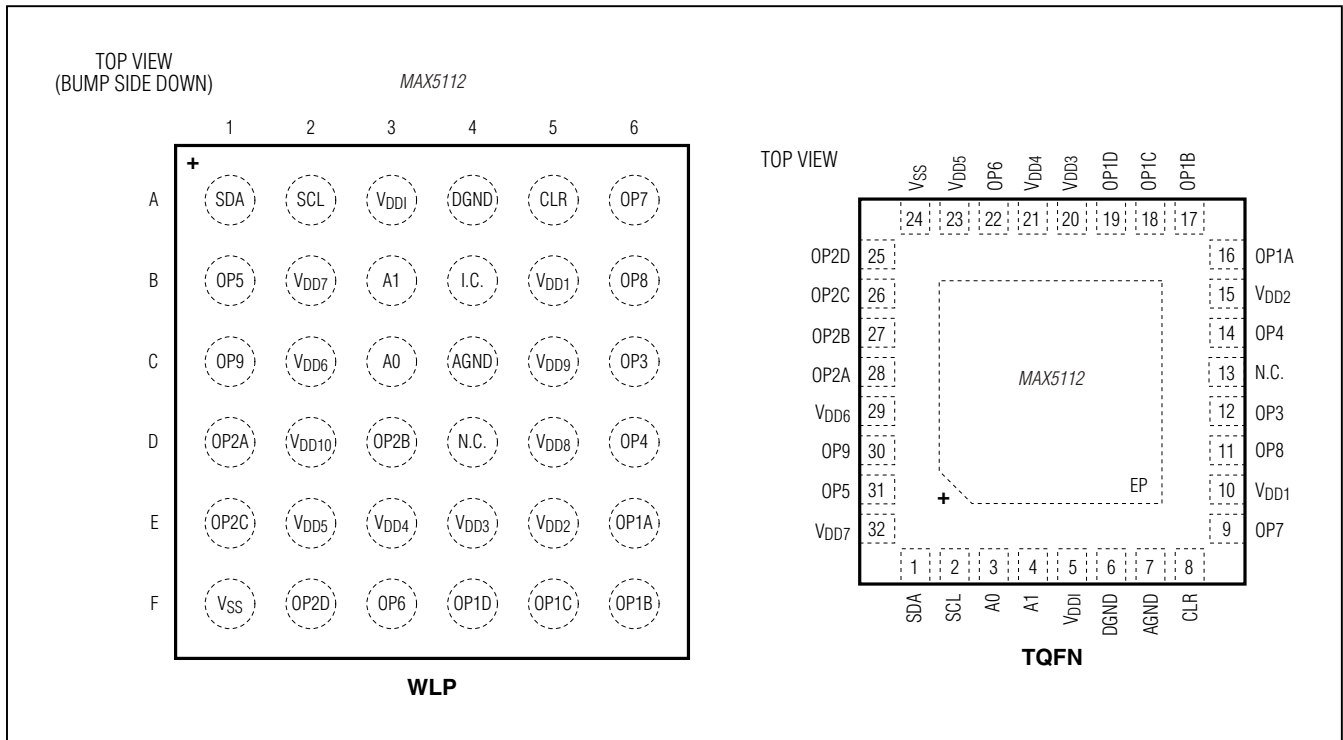 TOP VIEW
(BUMP SIDE DOWN)
MAX5112
1 2 3 4 5 6
+
A SDA SCL VDDI DGND CLR OP7
B OP5 VDD7 A1 I.C. VDD1 OP8
C OP9 VDD6 A0 AGND VDD9 OP3
D OP2A VDD10 OP2B N.C. VDD8 OP4
E OP2C VDD5 VDD4 VDD3 VDD2 OP1A
F VSS OP2D OP6 OP1D OP1C OP1B
WLP
TOP VIEW
VSS VDD5 OP6 VDD4 VDD3 OP1D OP1C OP1B
24 23 22 21 20 19 18 17
OP2D 25 16 OP1A
OP2C 26 15 VDD2
OP2B 27 14 OP4
OP2A 28 MAX5112 13 N.C.
VDD6 29 12 OP3
OP9 30 11 OP8
OP5 31 + EP 10 VDD1
VDD7 32 9 OP7
1 2 3 4 5 6 7 8
SDA SCL A0 A1 VDDI DGND AGND CLR
TQFN